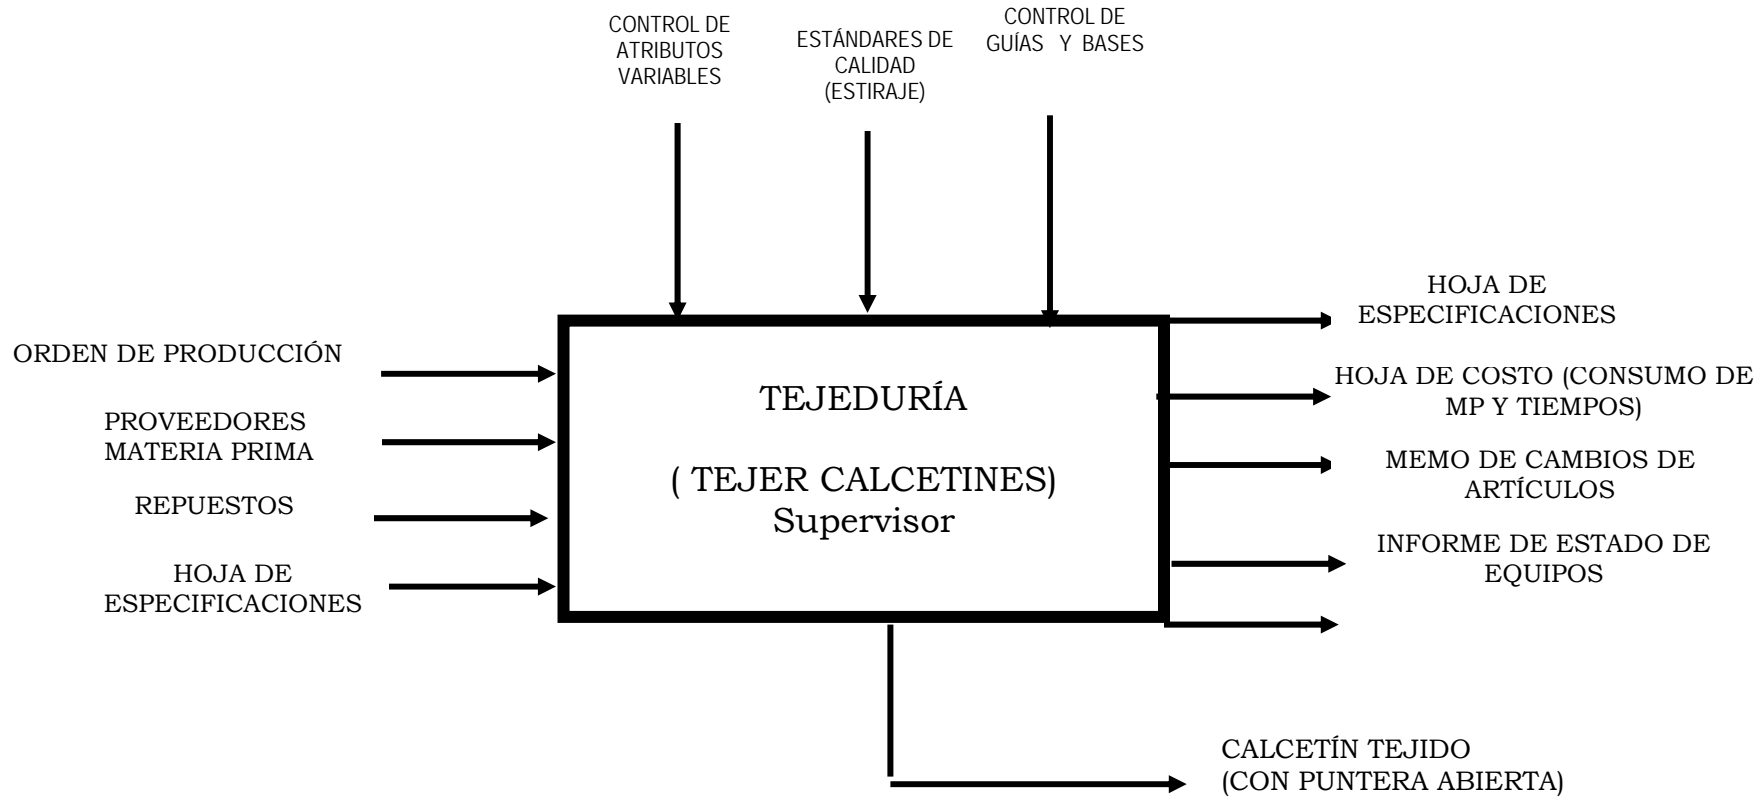 CONTROL DE
ATRIBUTOS
VARIABLES
ESTÁNDARES DE
CALIDAD
(ESTIRAJE)
CONTROL DE
GUÍAS Y BASES
ORDEN DE PRODUCCIÓN
PROVEEDORES
MATERIA PRIMA
REPUESTOS
HOJA DE
ESPECIFICACIONES
TEJEDURÍA
( TEJER CALCETINES)
Supervisor
HOJA DE
ESPECIFICACIONES
HOJA DE COSTO (CONSUMO DE
MP Y TIEMPOS)
MEMO DE CAMBIOS DE
ARTÍCULOS
INFORME DE ESTADO DE
EQUIPOS
CALCETÍN TEJIDO
(CON PUNTERA ABIERTA)